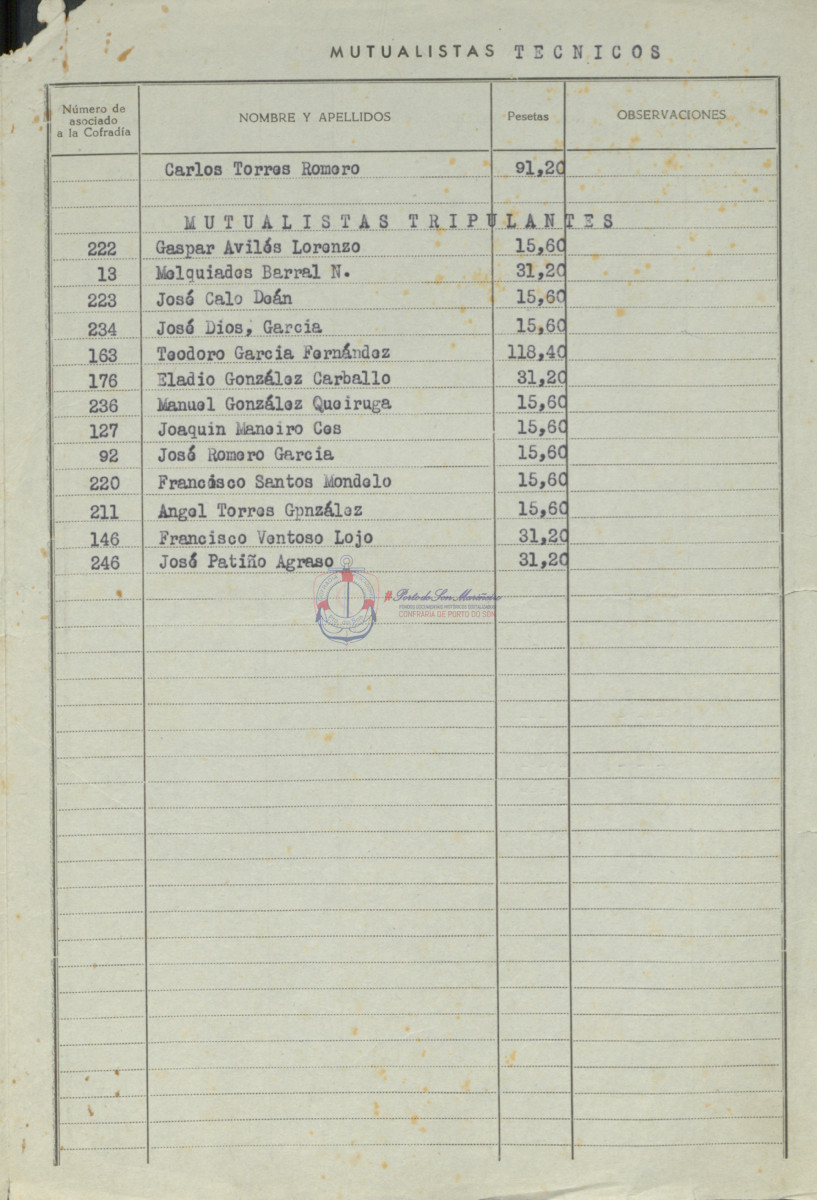 MUTUALISTAS TECNICOS
Número de asociado a la Cofradía NOMBRE Y APELLIDOS Pesetas OBSERVACIONES
Carlos Torres Romero 91,20
MUTUALISTAS TRIPULANTES
222 Gaspar Avilés Lorenzo 15,60
13 Melquiades Barral N. 31,20
223 José Calo Deán 15,60
234 José Dios, Garcia 15,60
163 Teodoro Garcia Fernández 118,40
176 Eladio González Carballo 31,20
236 Manuel González Queiruga 15,60
127 Joaquin Maneiro Ces 15,60
92 José Romero Garcia 15,60
220 Francisco Santos Mondelo 15,60
211 Angel Torres Gpnzález 15,60
146 Francisco Ventoso Lojo 31,20
246 José Patiño Agraso 31,20
Porto do Son Mariñeiro
CONFRARÍA DE PORTO DO SON